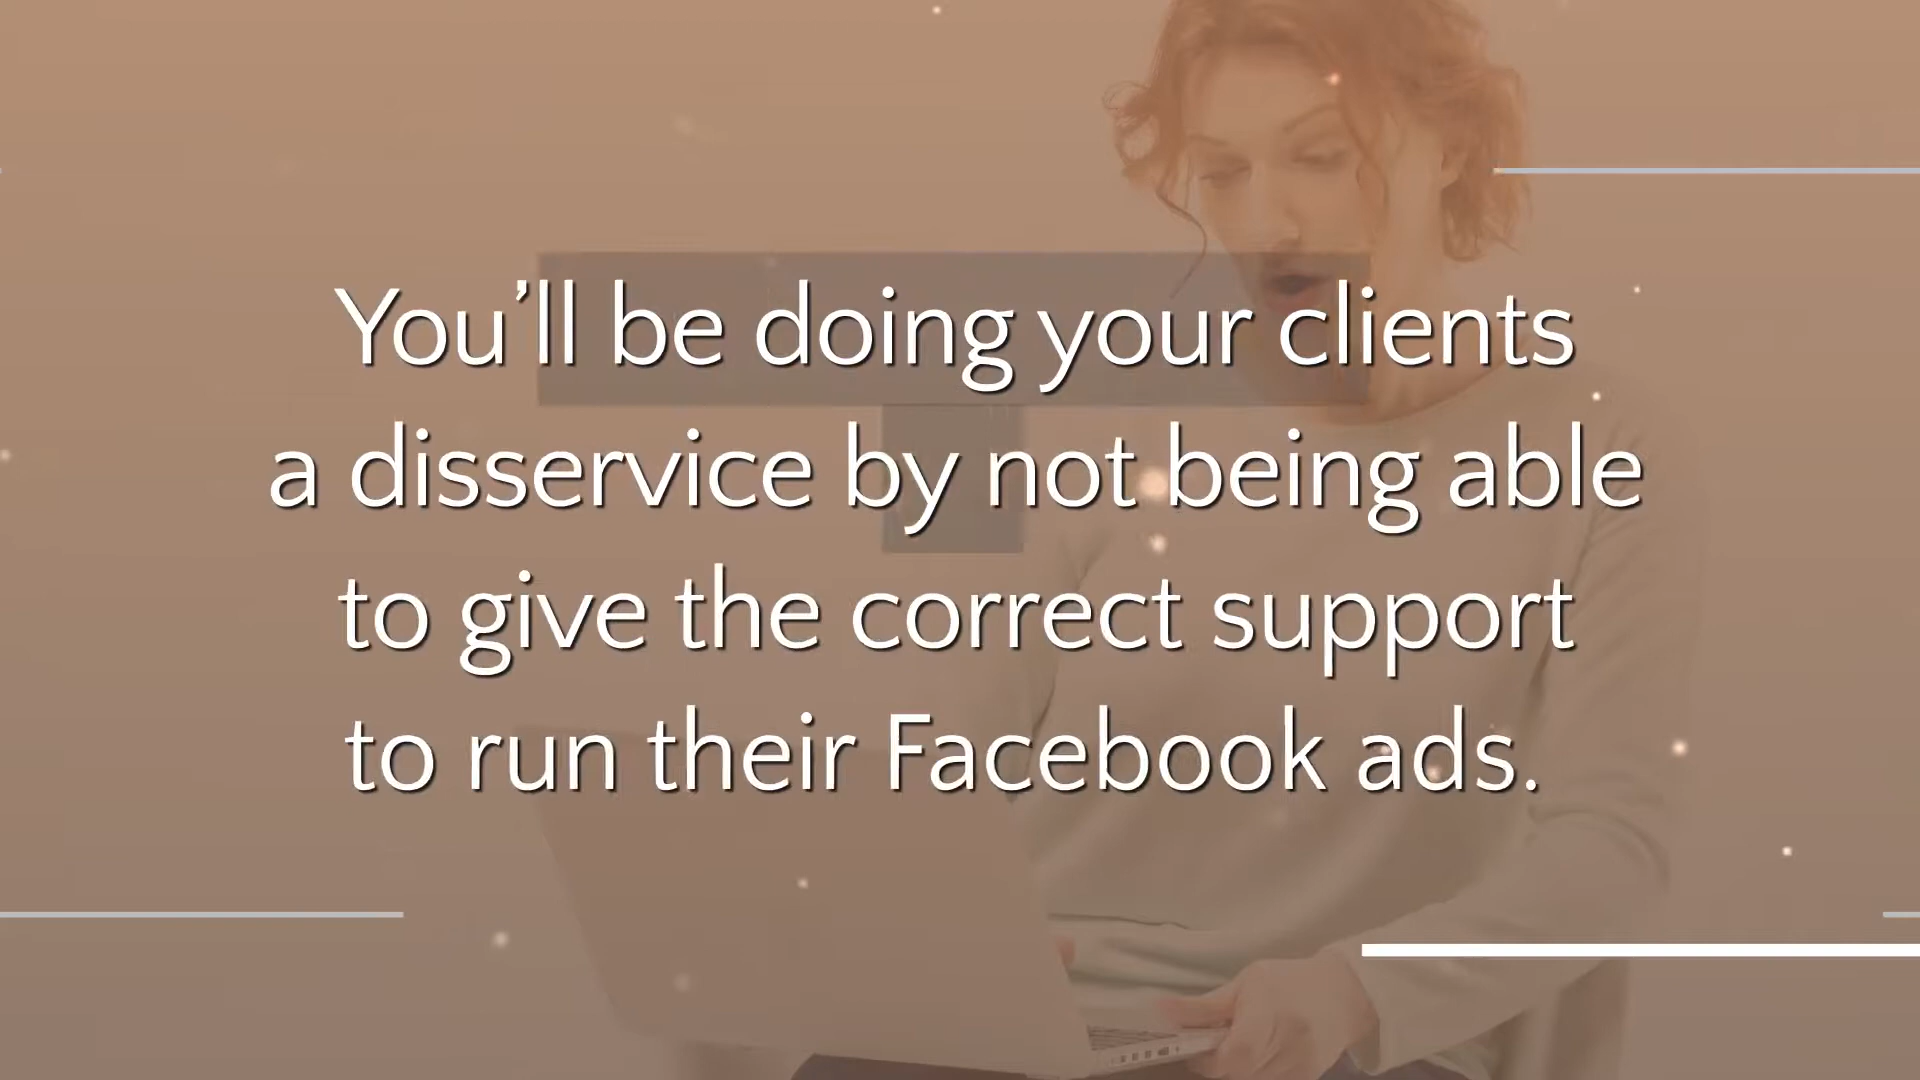 You’ll be doing your clients
a disservice by not being able
to give the correct support
to run their Facebook ads.